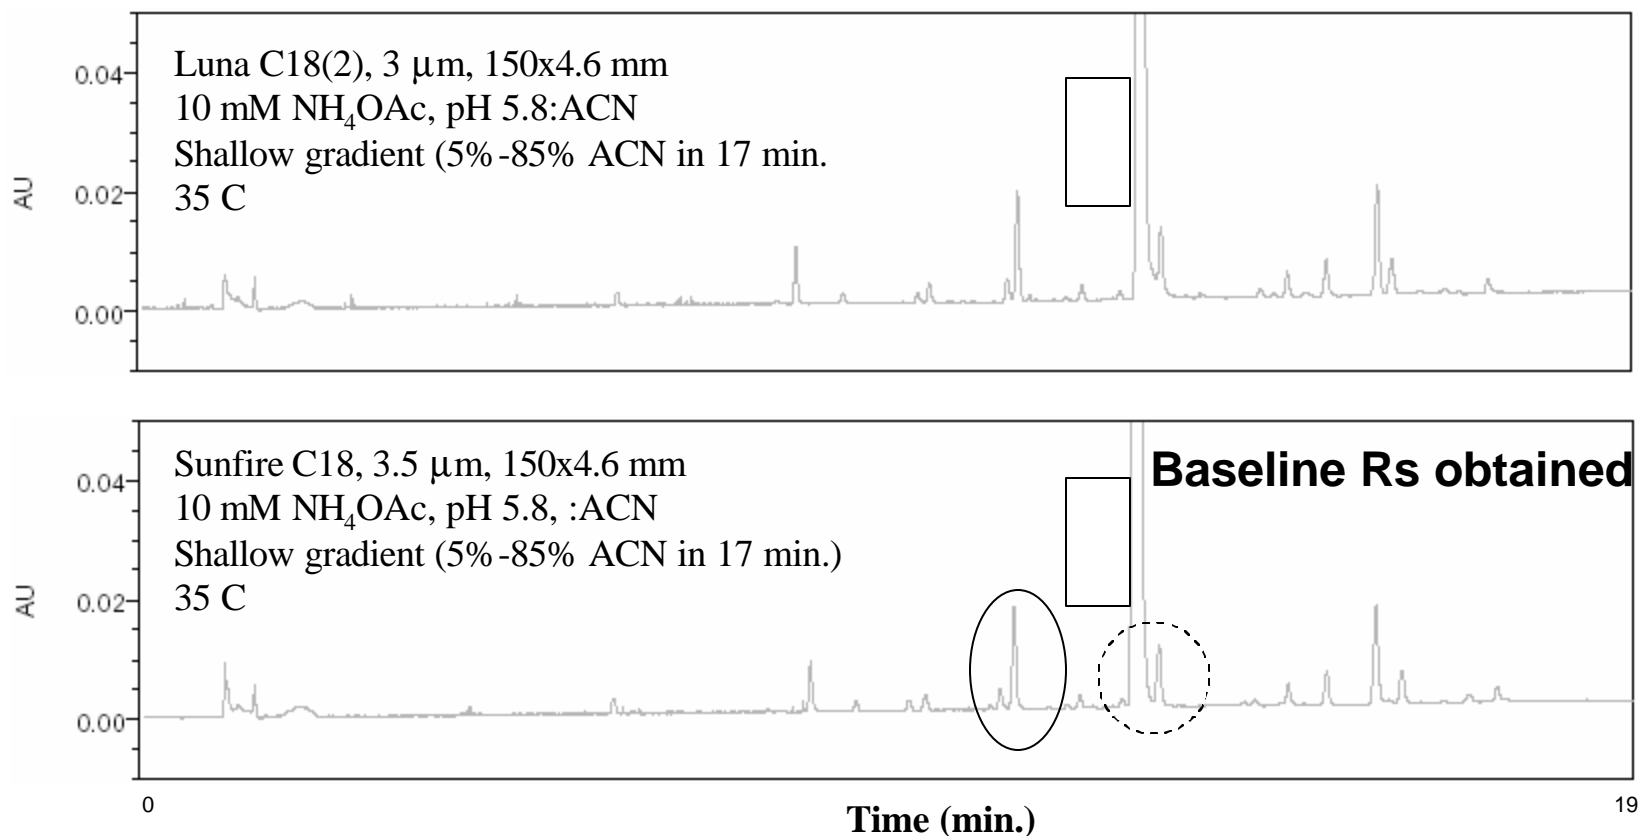 0.04
0.02
0.00
AU
Luna C18(2), 3 μm, 150x4.6 mm
10 mM NH₄OAc, pH 5.8:ACN
Shallow gradient (5%-85% ACN in 17 min.
35 C
0.04
0.02
0.00
AU
Sunfire C18, 3.5 μm, 150x4.6 mm
10 mM NH₄OAc, pH 5.8, :ACN
Shallow gradient (5%-85% ACN in 17 min.)
35 C
Baseline Rs obtained
0
19
Time (min.)